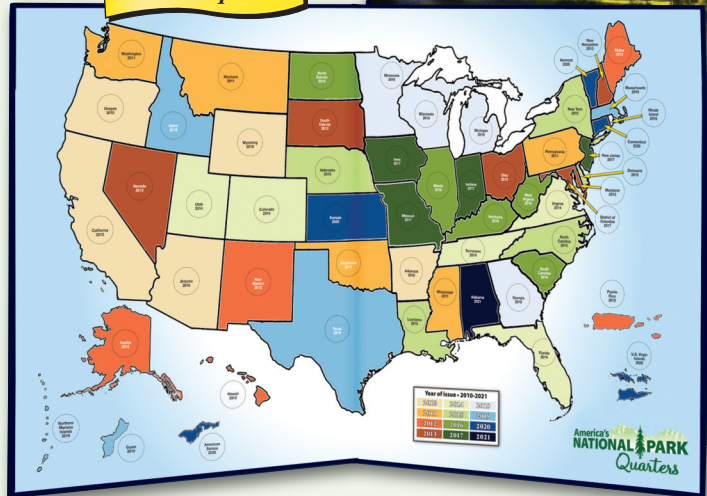 Washington
2011
Oregon
2010
California
2010
Nevada
2013
Idaho
2019
Montana
2011
Wyoming
2010
Utah
2014
Colorado
2014
Arizona
2010
New
Mexico
2012
North
Dakota
2016
South
Dakota
2013
Nebraska
2015
Kansas
2020
Oklahoma
2011
Texas
2019
Minnesota
2018
Iowa
2017
Missouri
2017
Arkansas
2010
Louisiana
2015
Wisconsin
2018
Illinois
2016
Michigan
2018
Indiana
2017
Ohio
2013
Kentucky
2016
Tennessee
2014
Mississippi
2011
Alabama
2021
Georgia
2018
Florida
2014
South
Carolina
2016
North
Carolina
2015
Virginia
2014
West
Virginia
2016
Pennsylvania
2011
New York
2015
Vermont
2020
New
Hampshire
2013
Maine
2012
Massachusetts
2019
Rhode
Island
2018
Connecticut
2020
New Jersey
2017
Delaware
2015
Maryland
2013
District of
Columbia
2017
Puerto
Rico
2012
U.S. Virgin
Islands
2020
Alaska
2012
Hawaii
2012
Northern
Mariana
Islands
2019
Guam
2019
American
Samoa
2020
Year of issue • 2010-2021
2010 2014 2018
2011 2015 2019
2012 2016 2020
2013 2017 2021
America's
NATIONAL PARK
Quarters